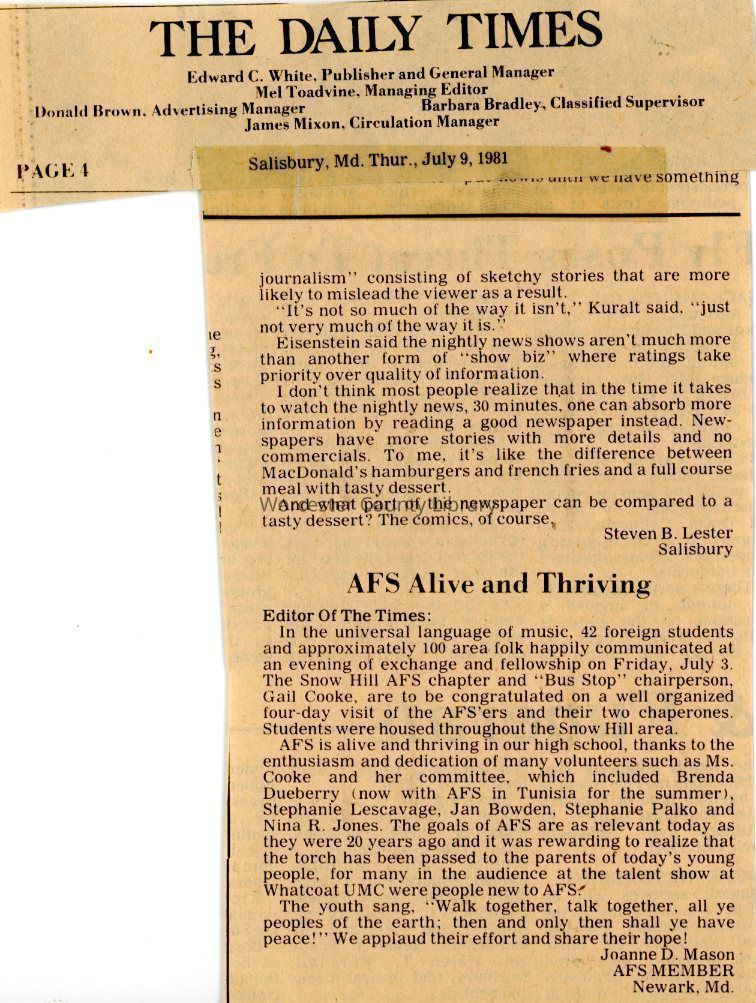 THE DAILY TIMES
Edward C. White, Publisher and General Manager
Mel Toadvine, Managing Editor
Donald Brown, Advertising Manager Barbara Bradley, Classified Supervisor
James Mixon, Circulation Manager
PAGE 4
Salisbury, Md. Thur., July 9, 1981
until we have something
journalism" consisting of sketchy stories that are more
likely to mislead the viewer as a result.
"It's not so much of the way it isn't," Kuralt said, "just
not very much of the way it is."
Eisenstein said the nightly news shows aren't much more
than another form of "show biz" where ratings take
priority over quality of information.
I don't think most people realize that in the time it takes
to watch the nightly news, 30 minutes, one can absorb more
information by reading a good newspaper instead. New-
spapers have more stories with more details and no
commercials. To me, it's like the difference between
MacDonald's hamburgers and french fries and a full course
meal with tasty dessert.
And what part of the newspaper can be compared to a
Worcester County Library
tasty dessert? The comics, of course.
Steven B. Lester
Salisbury
AFS Alive and Thriving
Editor Of The Times:
In the universal language of music, 42 foreign students
and approximately 100 area folk happily communicated at
an evening of exchange and fellowship on Friday, July 3.
The Snow Hill AFS chapter and "Bus Stop" chairperson,
Gail Cooke, are to be congratulated on a well organized
four-day visit of the AFS'ers and their two chaperones.
Students were housed throughout the Snow Hill area.
AFS is alive and thriving in our high school, thanks to the
enthusiasm and dedication of many volunteers such as Ms.
Cooke and her committee, which included Brenda
Dueberry (now with AFS in Tunisia for the summer),
Stephanie Lescavage, Jan Bowden, Stephanie Palko and
Nina R. Jones. The goals of AFS are as relevant today as
they were 20 years ago and it was rewarding to realize that
the torch has been passed to the parents of today's young
people, for many in the audience at the talent show at
Whatcoat UMC were people new to AFS.
The youth sang, "Walk together, talk together, all ye
peoples of the earth; then and only then shall ye have
peace!" We applaud their effort and share their hope!
Joanne D. Mason
AFS MEMBER
Newark, Md.